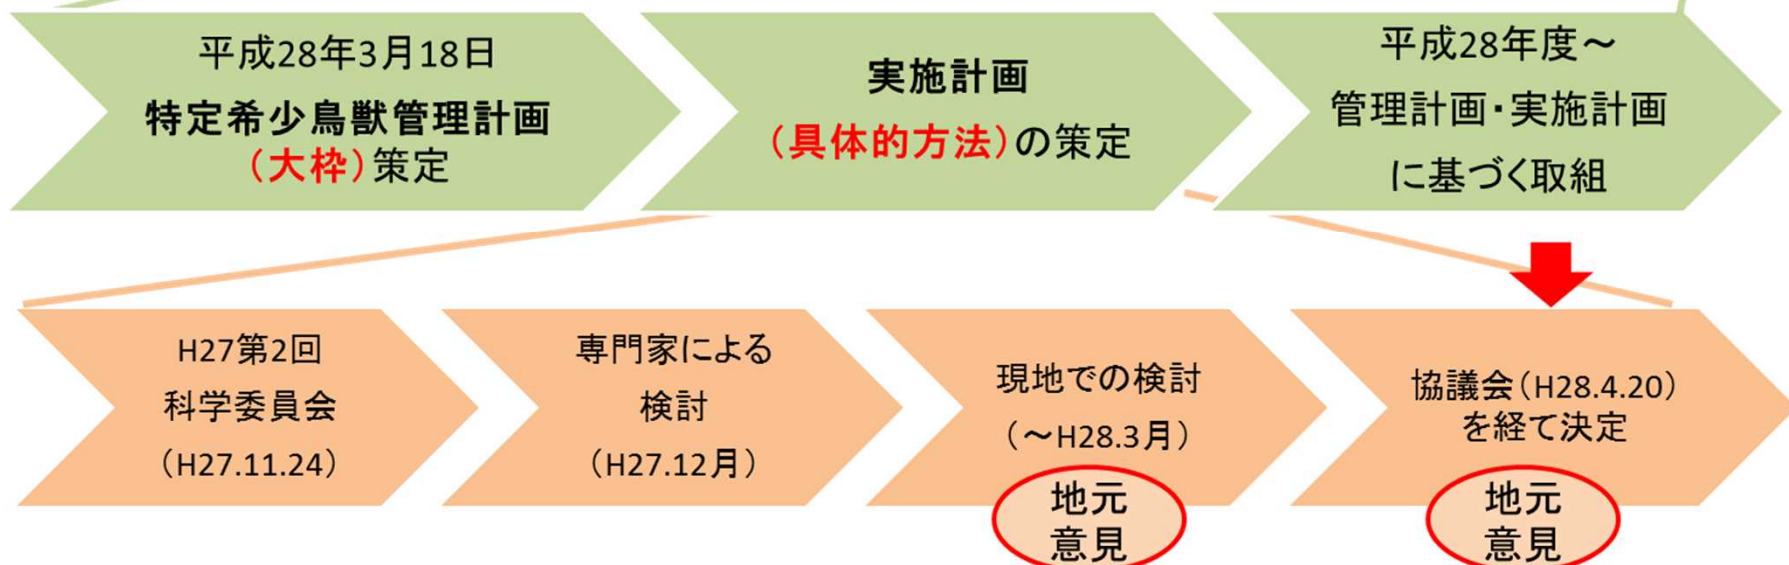 平成28年3月18日
特定希少鳥獣管理計画
（大枠）策定
実施計画
（具体的方法）の策定
平成28年度～
管理計画・実施計画
に基づく取組
H27第2回
科学委員会
（H27.11.24）
専門家による
検討
（H27.12月）
現地での検討
（～H28.3月）
地元
意見
協議会（H28.4.20）
を経て決定
地元
意見